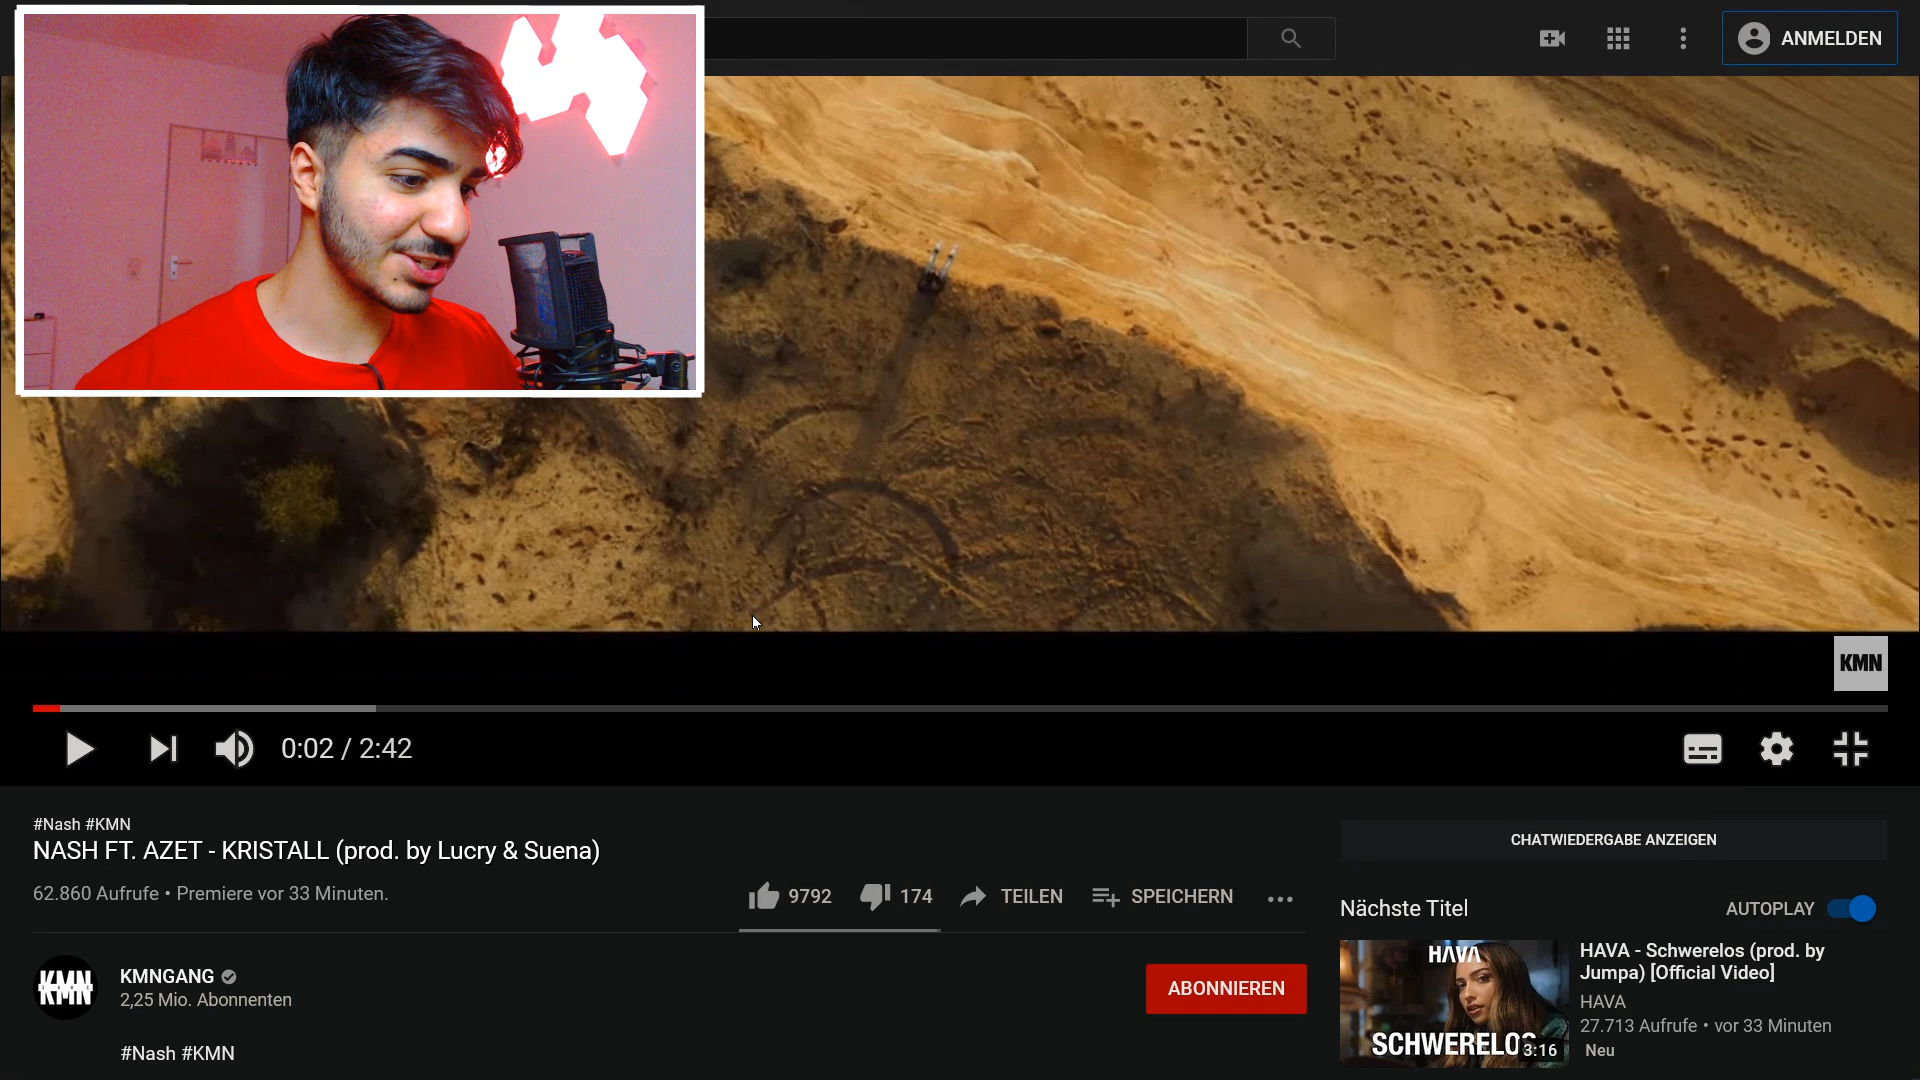 ANMELDEN
KMN
0:02 / 2:42
#Nash #KMN
NASH FT. AZET - KRISTALL (prod. by Lucry & Suena)
62.860 Aufrufe • Premiere vor 33 Minuten.
9792
174
TEILEN
SPEICHERN
KMN
KMNGANG
2,25 Mio. Abonnenten
ABONNIEREN
#Nash #KMN
CHATWIEDERGABE ANZEIGEN
Nächste Titel
AUTOPLAY
HAVA
SCHWERELOS
3:16
HAVA - Schwerelos (prod. by
Jumpa) [Official Video]
HAVA
27.713 Aufrufe • vor 33 Minuten
Neu